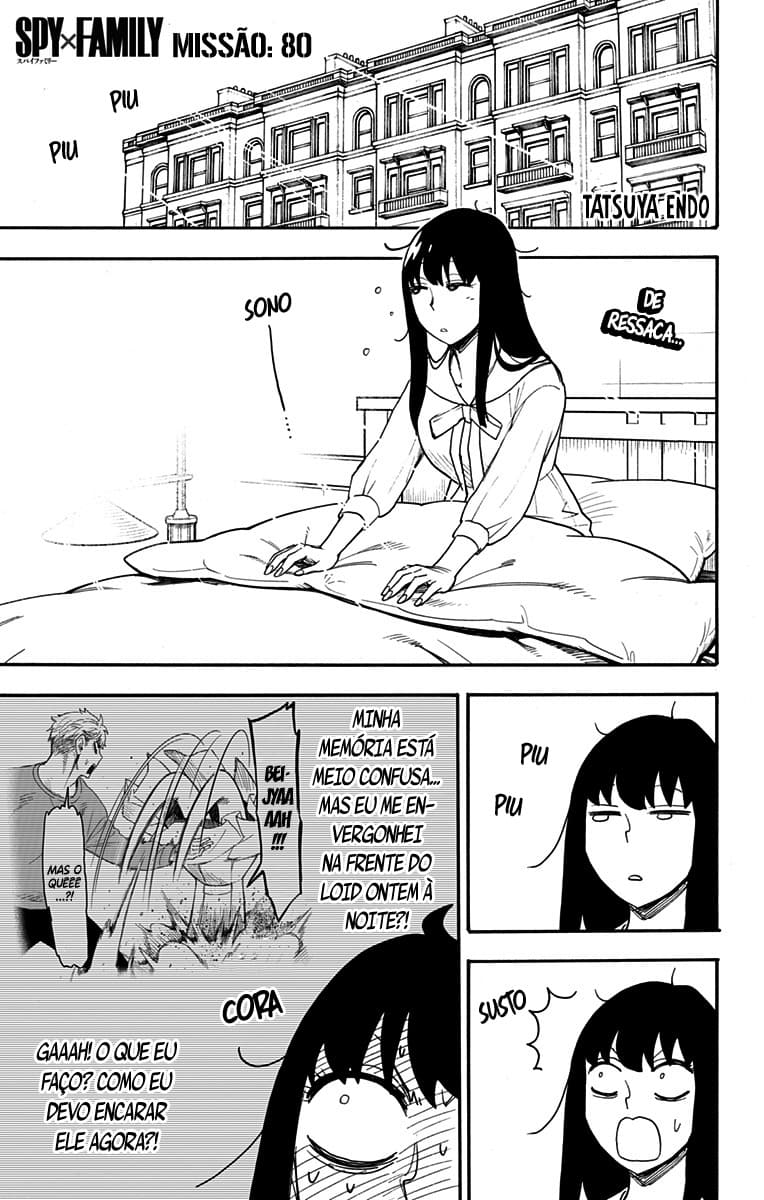 SPY×FAMILY MISSÃO: 80
スパイファミリー
PIU
PIU
TATSUYA ENDO
DE
RESSACA...
SONO
PIU
PIU
MINHA
MEMÓRIA ESTÁ
MEIO CONFUSA...
MAS EU ME EN-
VERGONHEI
NA FRENTE DO
LOID ONTEM À
NOITE?!
BEI-
JYAA
AAH
!!!
MAS O
QUÊÊÊ
....?!
SUSTO
CORA
GAAAH! O QUE EU
FAÇO? COMO EU
DEVO ENCARAR
ELE AGORA?!